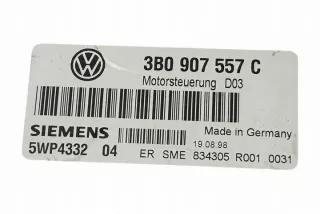 3B0 907 557 C
Motorsteuerung D03
SIEMENS
Made in Germany
19.08.98
5WP4332 04
ER SME 834305 R001 0031